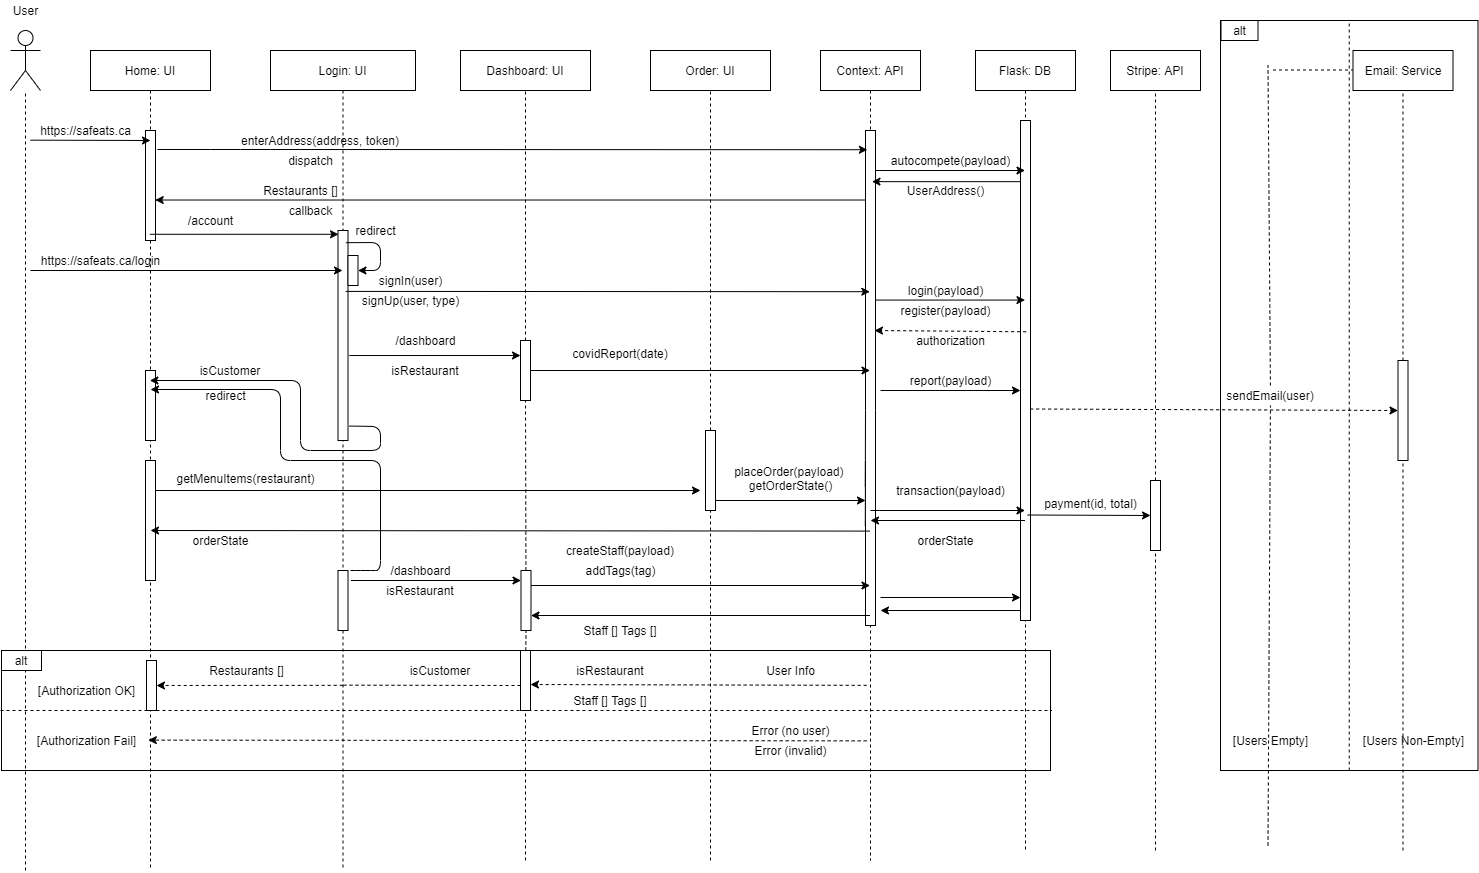 User
alt
Home: UI
Login: UI
Dashboard: UI
Order: UI
Context: API
Flask: DB
Stripe: API
Email: Service
https://safeats.ca
enterAddress(address, token)
dispatch
autocompete(payload)
Restaurants []
UserAddress()
callback
/account
redirect
https://safeats.ca/login
signIn(user)
signUp(user, type)
login(payload)
register(payload)
/dashboard
authorization
covidReport(date)
isCustomer
isRestaurant
report(payload)
redirect
sendEmail(user)
getMenuItems(restaurant)
placeOrder(payload)
getOrderState()
transaction(payload)
payment(id, total)
orderState
orderState
createStaff(payload)
/dashboard
addTags(tag)
isRestaurant
Staff [] Tags []
alt
Restaurants []
isCustomer
isRestaurant
User Info
[Authorization OK]
Staff [] Tags []
Error (no user)
[Authorization Fail]
Error (invalid)
[Users Empty]
[Users Non-Empty]